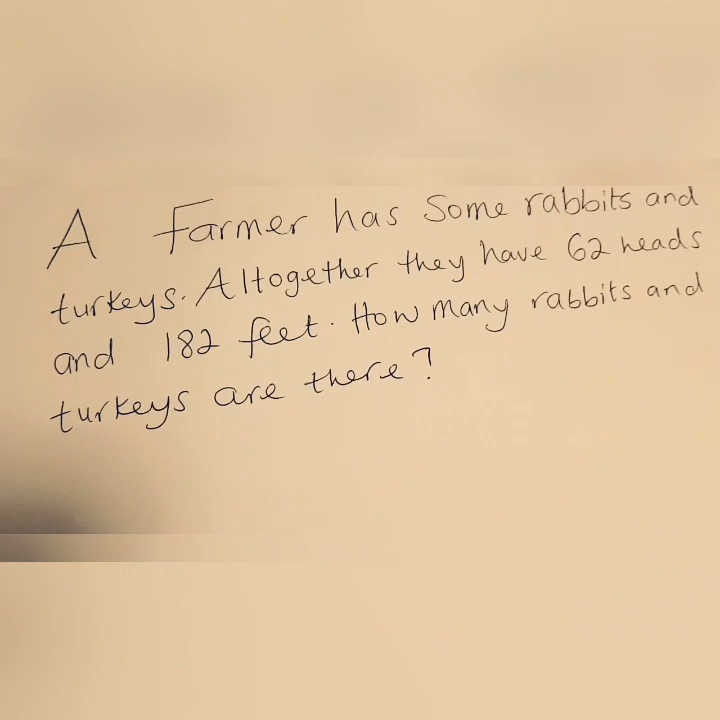 A Farmer has some rabbits and
turkeys. Altogether they have 62 heads
and 182 feet. How many rabbits and
turkeys are there?